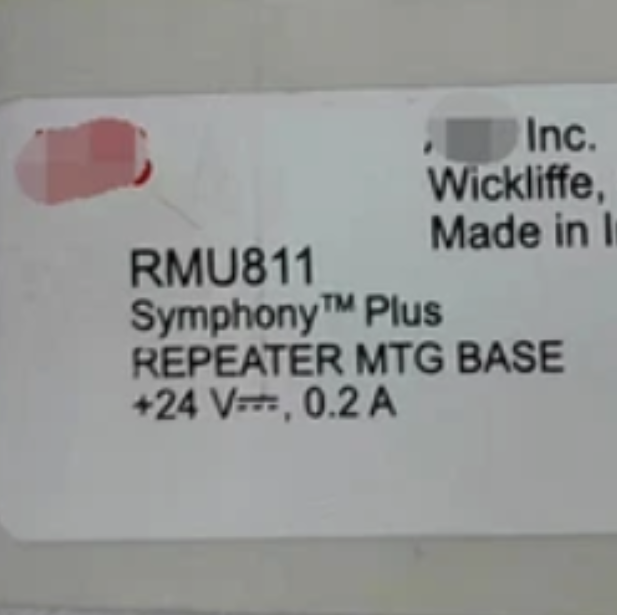 Inc.
Wickliffe,
Made in
RMU811
Symphony™ Plus
REPEATER MTG BASE
+24 V⎓, 0.2 A